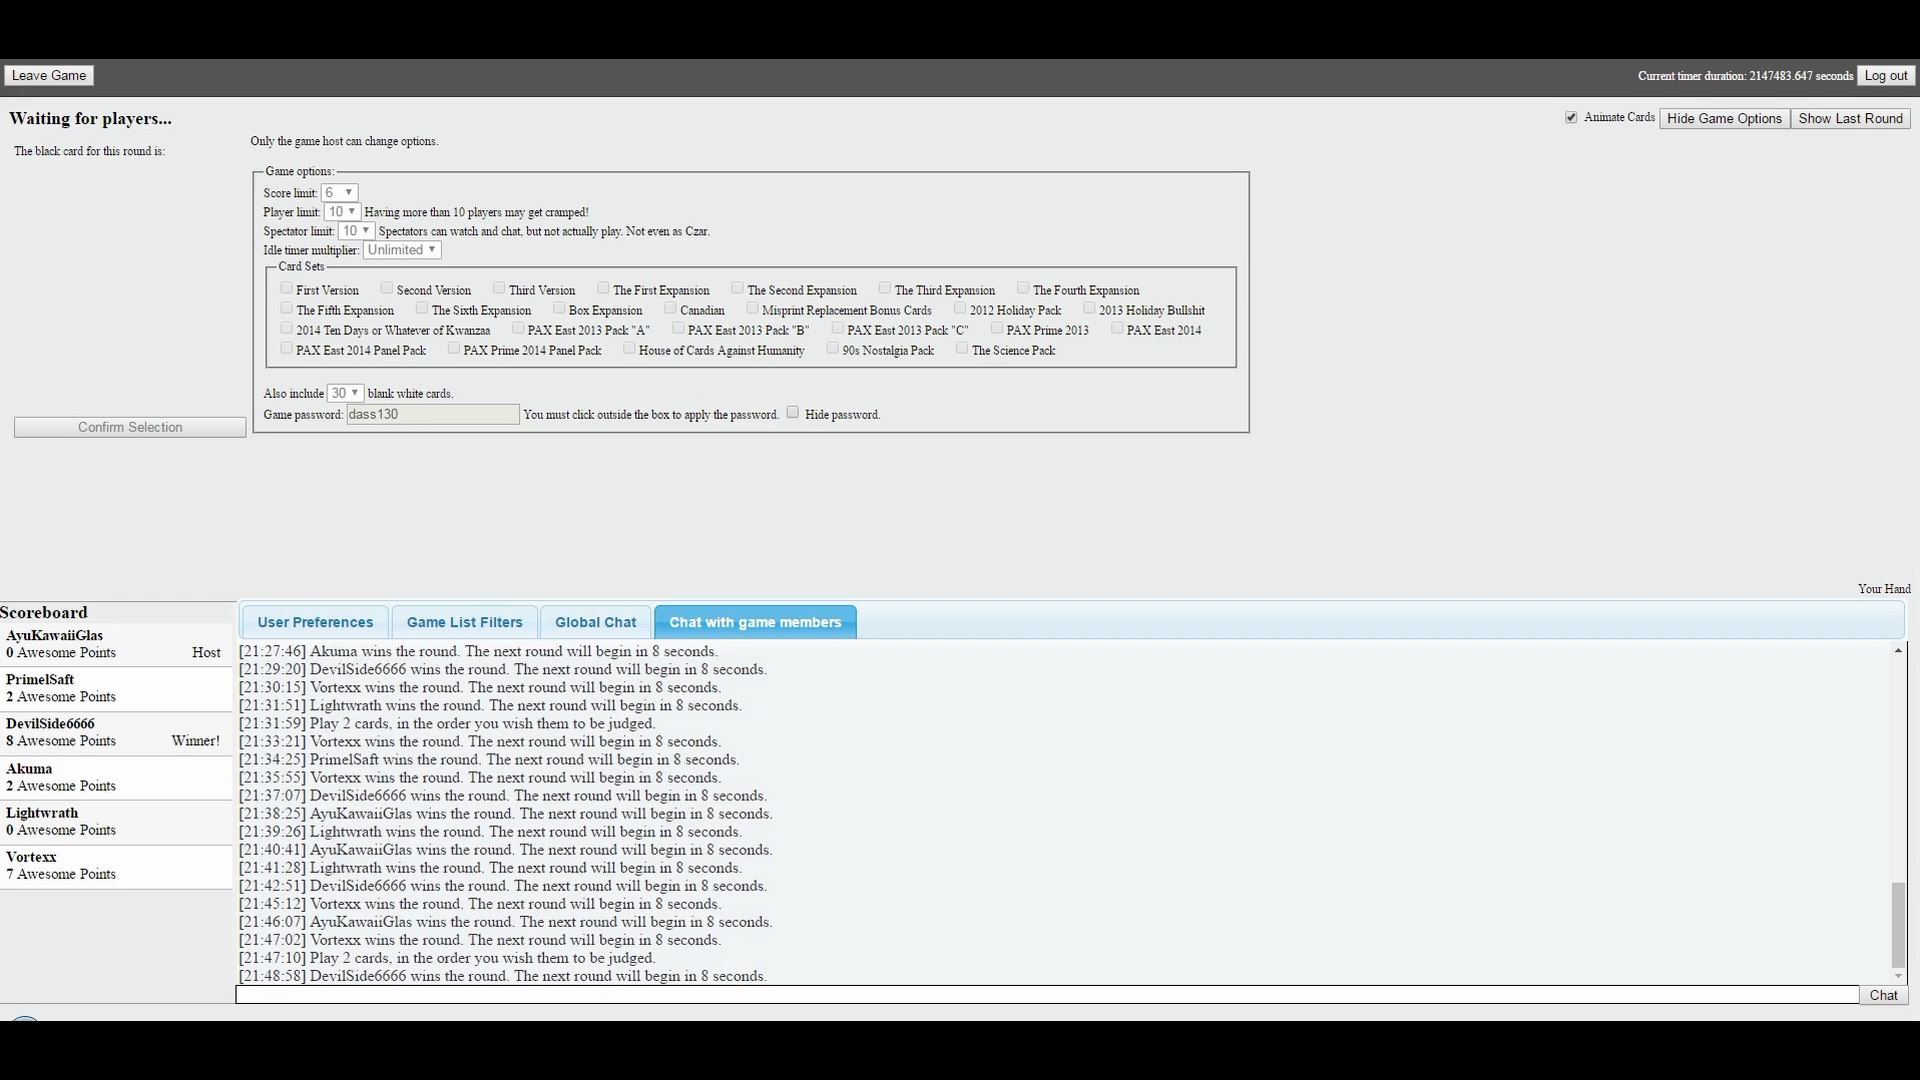 Leave Game
Current timer duration: 2147483.647 seconds Log out
Waiting for players...
Animate Cards Hide Game Options Show Last Round
The black card for this round is:
Only the game host can change options.
Game options:
Score limit: 6
Player limit: 10 Having more than 10 players may get cramped!
Spectator limit: 10 Spectators can watch and chat, but not actually play. Not even as Czar.
Idle timer multiplier: Unlimited
Card Sets
First Version Second Version Third Version The First Expansion The Second Expansion The Third Expansion The Fourth Expansion
The Fifth Expansion The Sixth Expansion Box Expansion Canadian Misprint Replacement Bonus Cards 2012 Holiday Pack 2013 Holiday Bullshit
2014 Ten Days or Whatever of Kwanzaa PAX East 2013 Pack "A" PAX East 2013 Pack "B" PAX East 2013 Pack "C" PAX Prime 2013 PAX East 2014
PAX East 2014 Panel Pack PAX Prime 2014 Panel Pack House of Cards Against Humanity 90s Nostalgia Pack The Science Pack
Also include 30 blank white cards.
Game password: dass130 You must click outside the box to apply the password. Hide password.
Confirm Selection
Your Hand
Scoreboard
AyuKawaiiGlas
0 Awesome Points Host
PrimelSaft
2 Awesome Points
DevilSide6666
8 Awesome Points Winner!
Akuma
2 Awesome Points
Lightwrath
0 Awesome Points
Vortexx
7 Awesome Points
User Preferences Game List Filters Global Chat Chat with game members
[21:27:46] Akuma wins the round. The next round will begin in 8 seconds.
[21:29:20] DevilSide6666 wins the round. The next round will begin in 8 seconds.
[21:30:15] Vortexx wins the round. The next round will begin in 8 seconds.
[21:31:51] Lightwrath wins the round. The next round will begin in 8 seconds.
[21:31:59] Play 2 cards, in the order you wish them to be judged.
[21:33:21] Vortexx wins the round. The next round will begin in 8 seconds.
[21:34:25] PrimelSaft wins the round. The next round will begin in 8 seconds.
[21:35:55] Vortexx wins the round. The next round will begin in 8 seconds.
[21:37:07] DevilSide6666 wins the round. The next round will begin in 8 seconds.
[21:38:25] AyuKawaiiGlas wins the round. The next round will begin in 8 seconds.
[21:39:26] Lightwrath wins the round. The next round will begin in 8 seconds.
[21:40:41] AyuKawaiiGlas wins the round. The next round will begin in 8 seconds.
[21:41:28] Lightwrath wins the round. The next round will begin in 8 seconds.
[21:42:51] DevilSide6666 wins the round. The next round will begin in 8 seconds.
[21:45:12] Vortexx wins the round. The next round will begin in 8 seconds.
[21:46:07] AyuKawaiiGlas wins the round. The next round will begin in 8 seconds.
[21:47:02] Vortexx wins the round. The next round will begin in 8 seconds.
[21:47:10] Play 2 cards, in the order you wish them to be judged.
[21:48:58] DevilSide6666 wins the round. The next round will begin in 8 seconds.
Chat